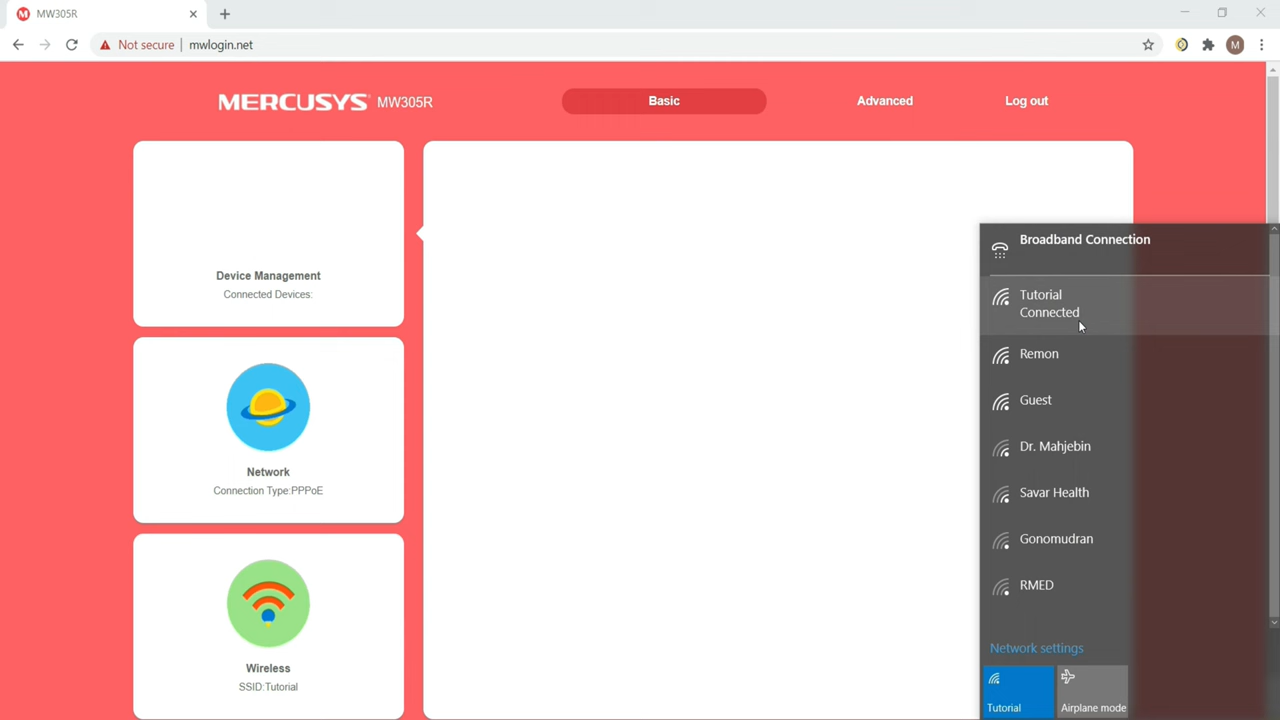 MW305R
Not secure
mwlogin.net
M
MERCUSYS MW305R
Basic
Advanced
Log out
Device Management
Connected Devices:
Network
Connection Type:PPPoE
Wireless
SSID:Tutorial
Broadband Connection
Tutorial
Connected
Remon
Guest
Dr. Mahjebin
Savar Health
Gonomudran
RMED
Network settings
Tutorial
Airplane mode